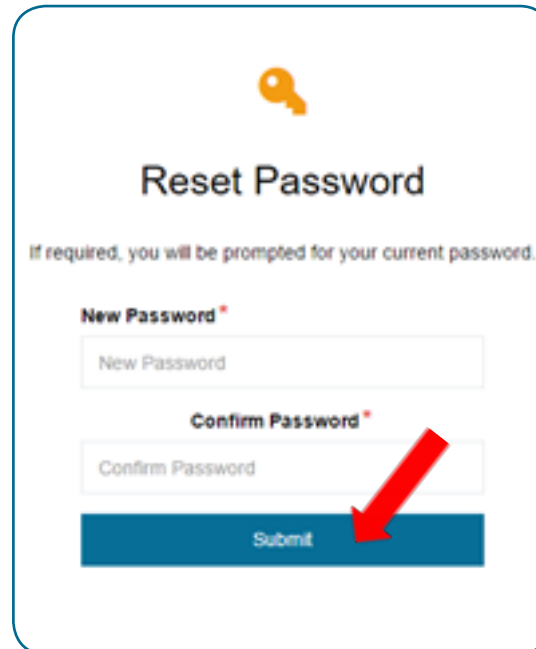 Reset Password
If required, you will be prompted for your current password.
New Password *
New Password
Confirm Password *
Confirm Password
Submit